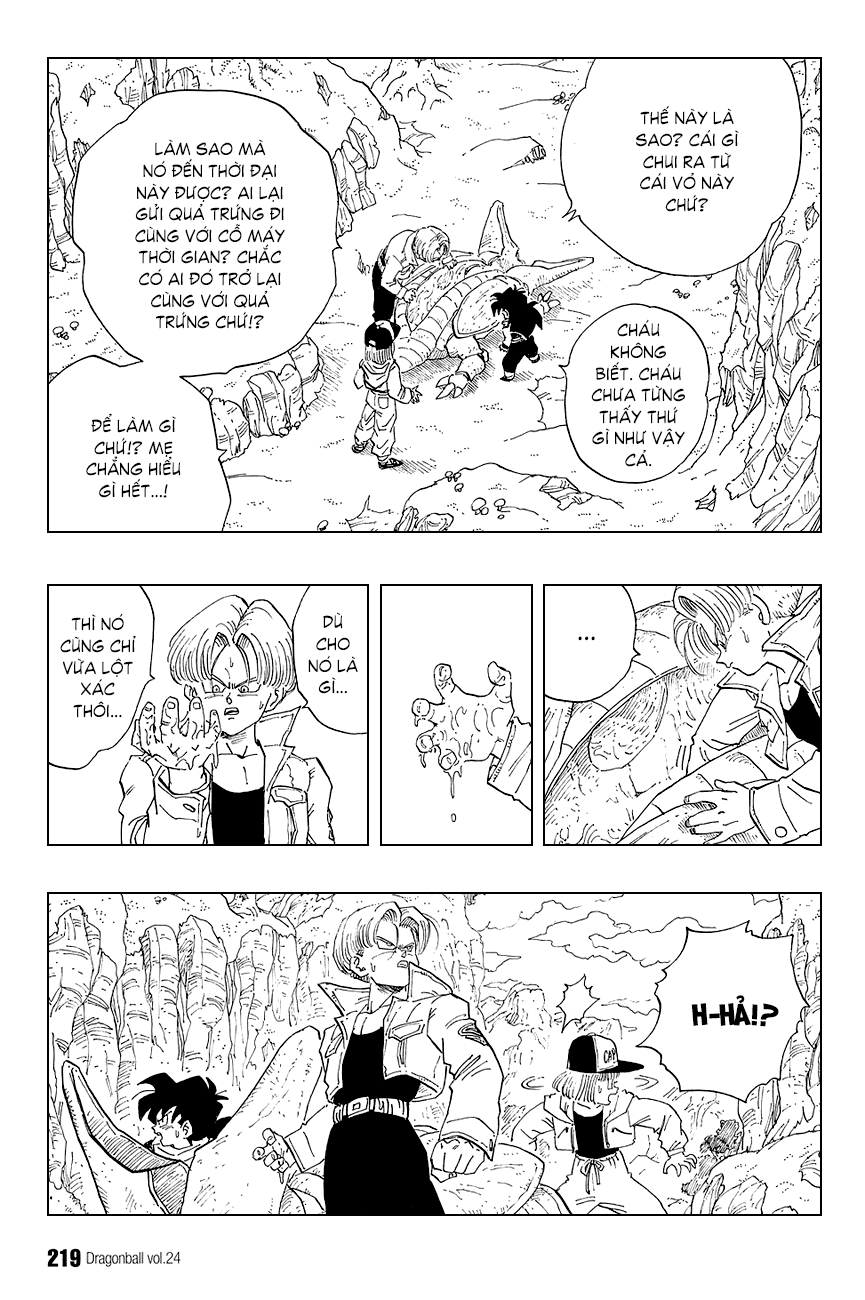 THẾ NÀY LÀ
SAO? CÁI GÌ
CHUI RA TỪ
CÁI VỎ NÀY
CHỨ?
CHÁU
KHÔNG
BIẾT. CHÁU
CHƯA TỪNG
THẤY THỨ
GÌ NHƯ VẬY
CẢ.
LÀM SAO MÀ
NÓ ĐẾN THỜI ĐẠI
NÀY ĐƯỢC? AI LẠI
GỬI QUẢ TRỨNG ĐI
CÙNG VỚI CỖ MÁY
THỜI GIAN? CHẮC
CÓ AI ĐÓ TRỞ LẠI
CÙNG VỚI QUẢ
TRỨNG CHỨ!?
ĐỂ LÀM GÌ
CHỨ!? MẸ
CHẲNG HIỂU
GÌ HẾT...!
...
DÙ
CHO
NÓ LÀ
GÌ...
THÌ NÓ
CŨNG CHỈ
VỪA LỘT
XÁC
THÔI...
H-HẢ!?
CAP
219 Dragonball vol.24